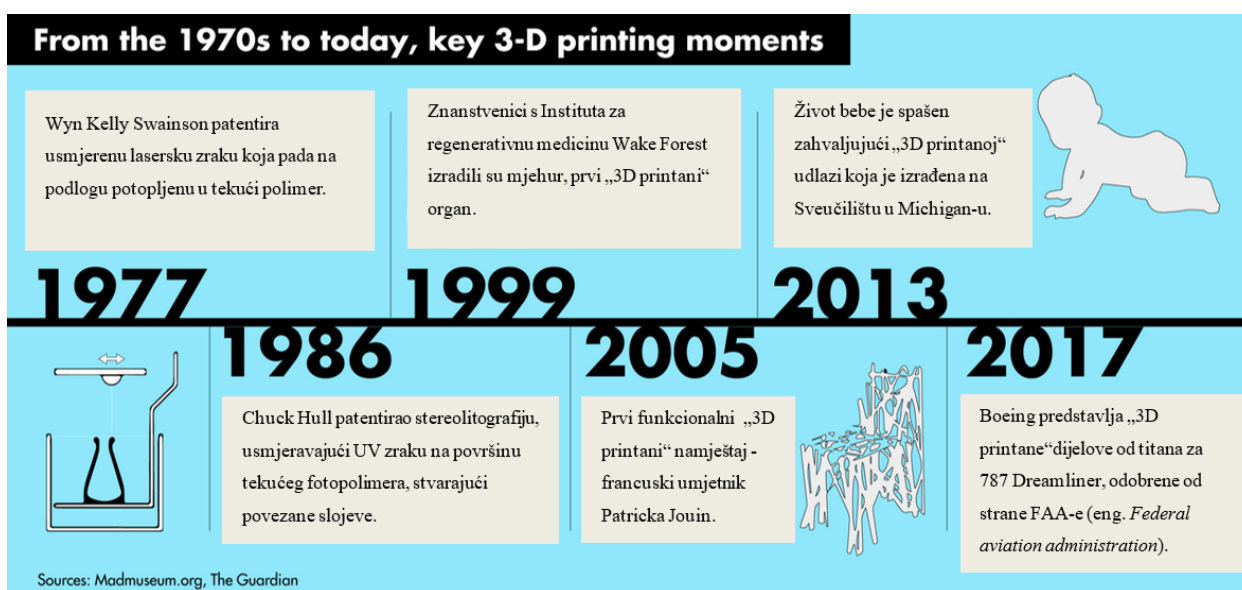 From the 1970s to today, key 3-D printing moments
Wyn Kelly Swainson patentira
usmjerenu lasersku zraku koja pada na
podlogu potopljenu u tekući polimer.
1977
Znanstvenici s Instituta za
regenerativnu medicinu Wake Forest
izradili su mjehur, prvi „3D printani“
organ.
1999
Život bebe je spašen
zahvaljujući „3D printanoj“
udlazi koja je izrađena na
Sveučilištu u Michigan-u.
2013
1986
Chuck Hull patentirao stereolitografiju,
usmjeravajući UV zraku na površinu
tekućeg fotopolimera, stvarajući
povezane slojeve.
2005
Prvi funkcionalni „3D
printani“ namještaj -
francuski umjetnik
Patricka Jouin.
2017
Boeing predstavlja „3D
printane“dijelove od titana za
787 Dreamliner, odobrene od
strane FAA-e (eng. Federal
aviation administration).
Sources: Madmuseum.org, The Guardian